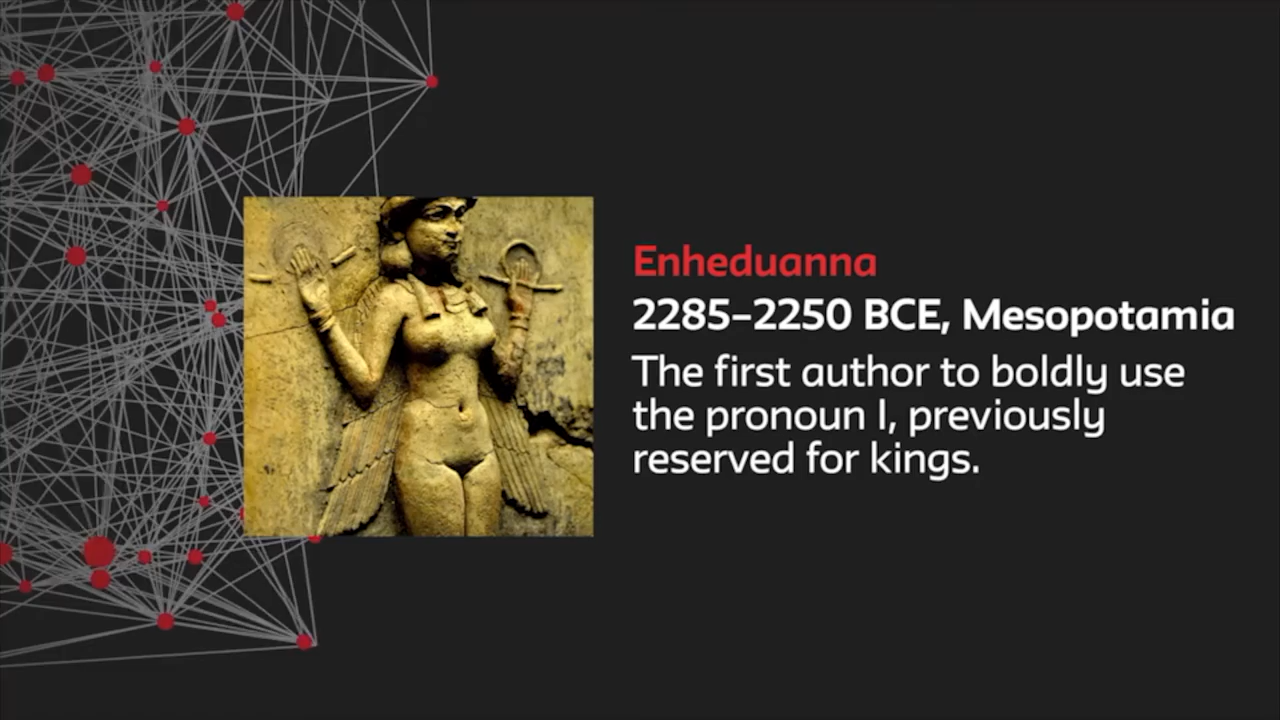 Enheduanna
2285–2250 BCE, Mesopotamia
The first author to boldly use
the pronoun I, previously
reserved for kings.